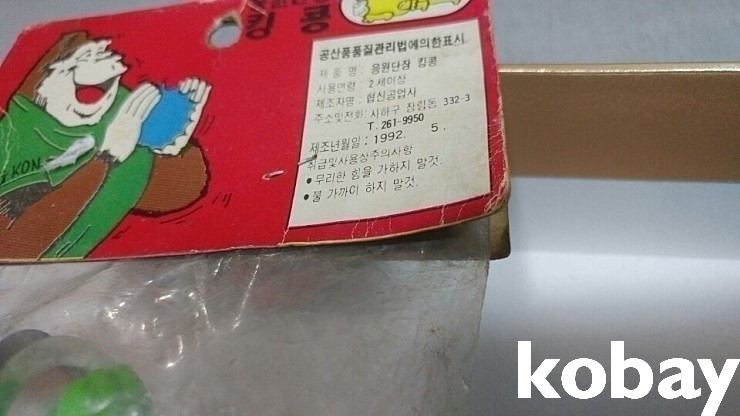 킹 콩
공산품품질관리법에의한표시
제 품 명 : 응원단장 킹콩
사용연령 : 2 세이상
제조자명 : 협신공업사
주소및전화: 사하구 장림동 332-3
T. 261-9950
제조년월일 : 1992. 5.
취급및사용상주의사항
• 무리한 힘을 가하지 말것.
• 불 가까이 하지 말것.
KON
kobay